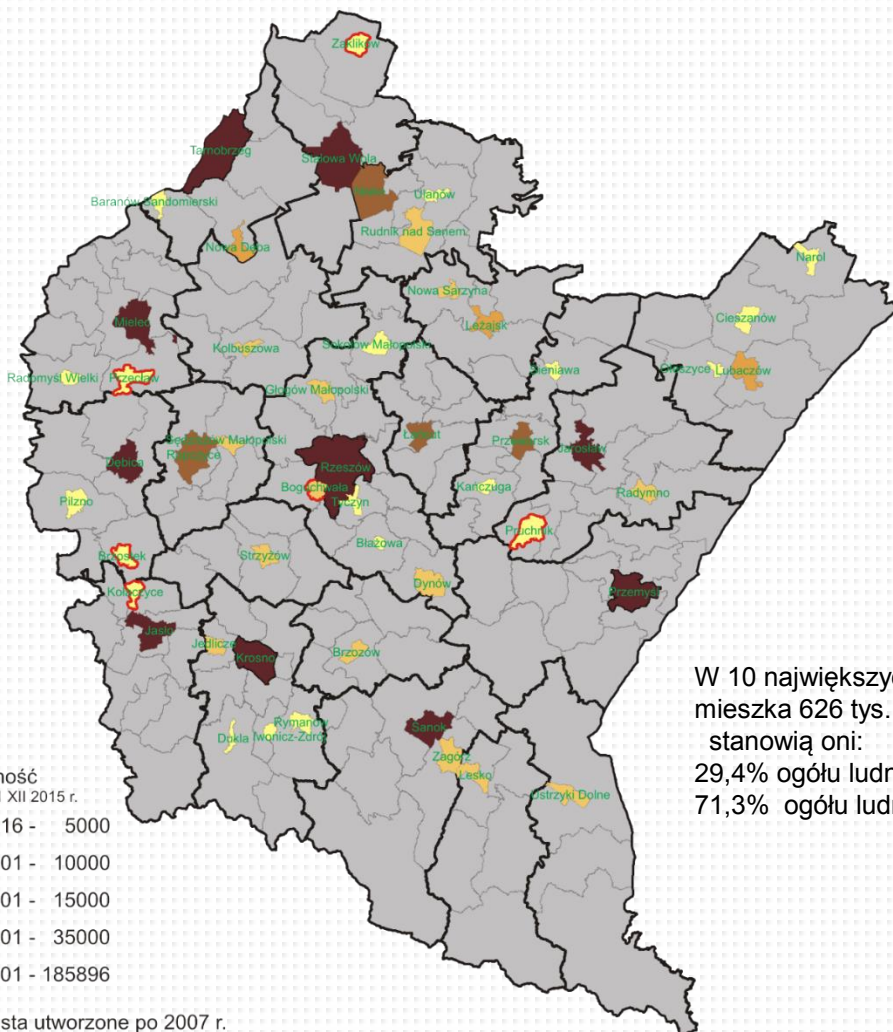 Zaklików
Tarnobrzeg
Stalowa Wola
Nisko
Ulanów
Baranów Sandomierski
Rudnik nad Sanem
Nowa Dęba
Narol
Nowa Sarzyna
Cieszanów
Mielec
Leżajsk
Kolbuszowa
Sokołów Małopolski
Sieniawa
Oleszyce
Lubaczów
Radomyśl Wielki
Przecław
Głogów Małopolski
Sędziszów Małopolski
Ropczyce
Łańcut
Przeworsk
Jarosław
Dębica
Rzeszów
Boguchwała
Tyczyn
Kańczuga
Radymno
Pilzno
Pruchnik
Błażowa
Brzostek
Strzyżów
Dynów
Przemyśl
Kołaczyce
Jasło
Jedlicze
Krosno
Brzozów
Rymanów
Iwonicz-Zdrój
Dukla
Sanok
Zagórz
Lesko
Ustrzyki Dolne
W 10 największyc
mieszka 626 tys.
stanowią oni:
29,4% ogółu ludn
71,3% ogółu ludn
ność
XII 2015 r.
16 - 5000
01 - 10000
01 - 15000
01 - 35000
01 - 185896
sta utworzone po 2007 r.